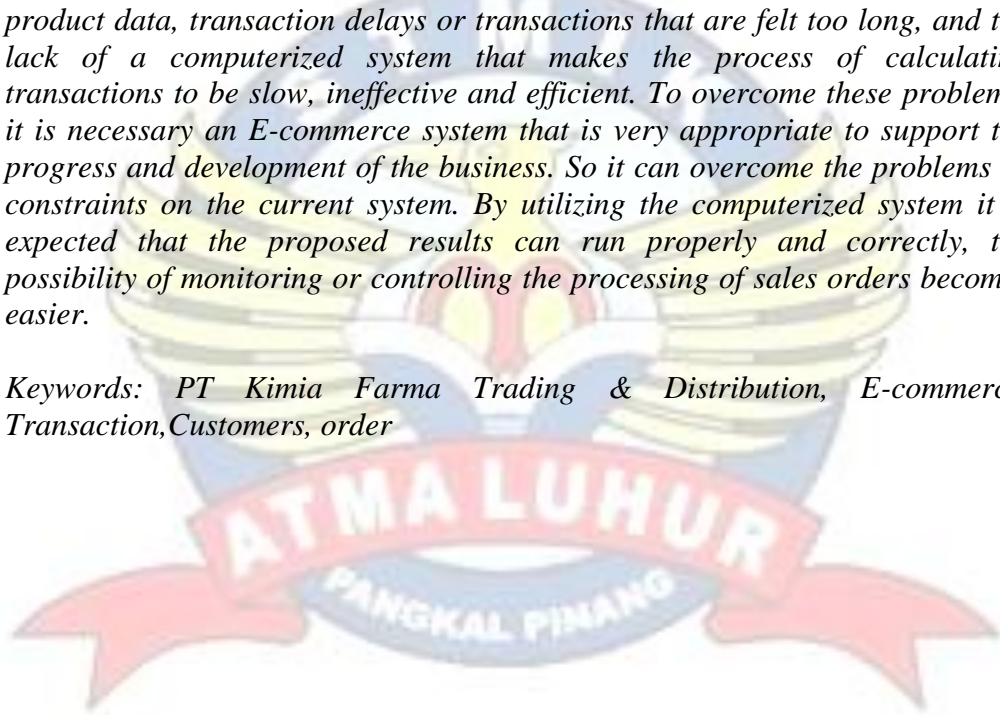 product data, transaction delays or transactions that are felt too long, and
lack of a computerized system that makes the process of
transactions to be slow, ineffective and efficient. To overcome these
it is necessary an E-commerce system that is very appropriate to support
progress and development of the business. So it can overcome the problems
constraints on the current system. By utilizing the computerized system it
expected that the proposed results can run properly and correctly,
possibility of monitoring or controlling the processing of sales orders
easier.
Keywords: PT Kimia Farma Trading & Distribution,
Transaction,Customers, order
ATMA LUHUR
PANGKAL PINANG